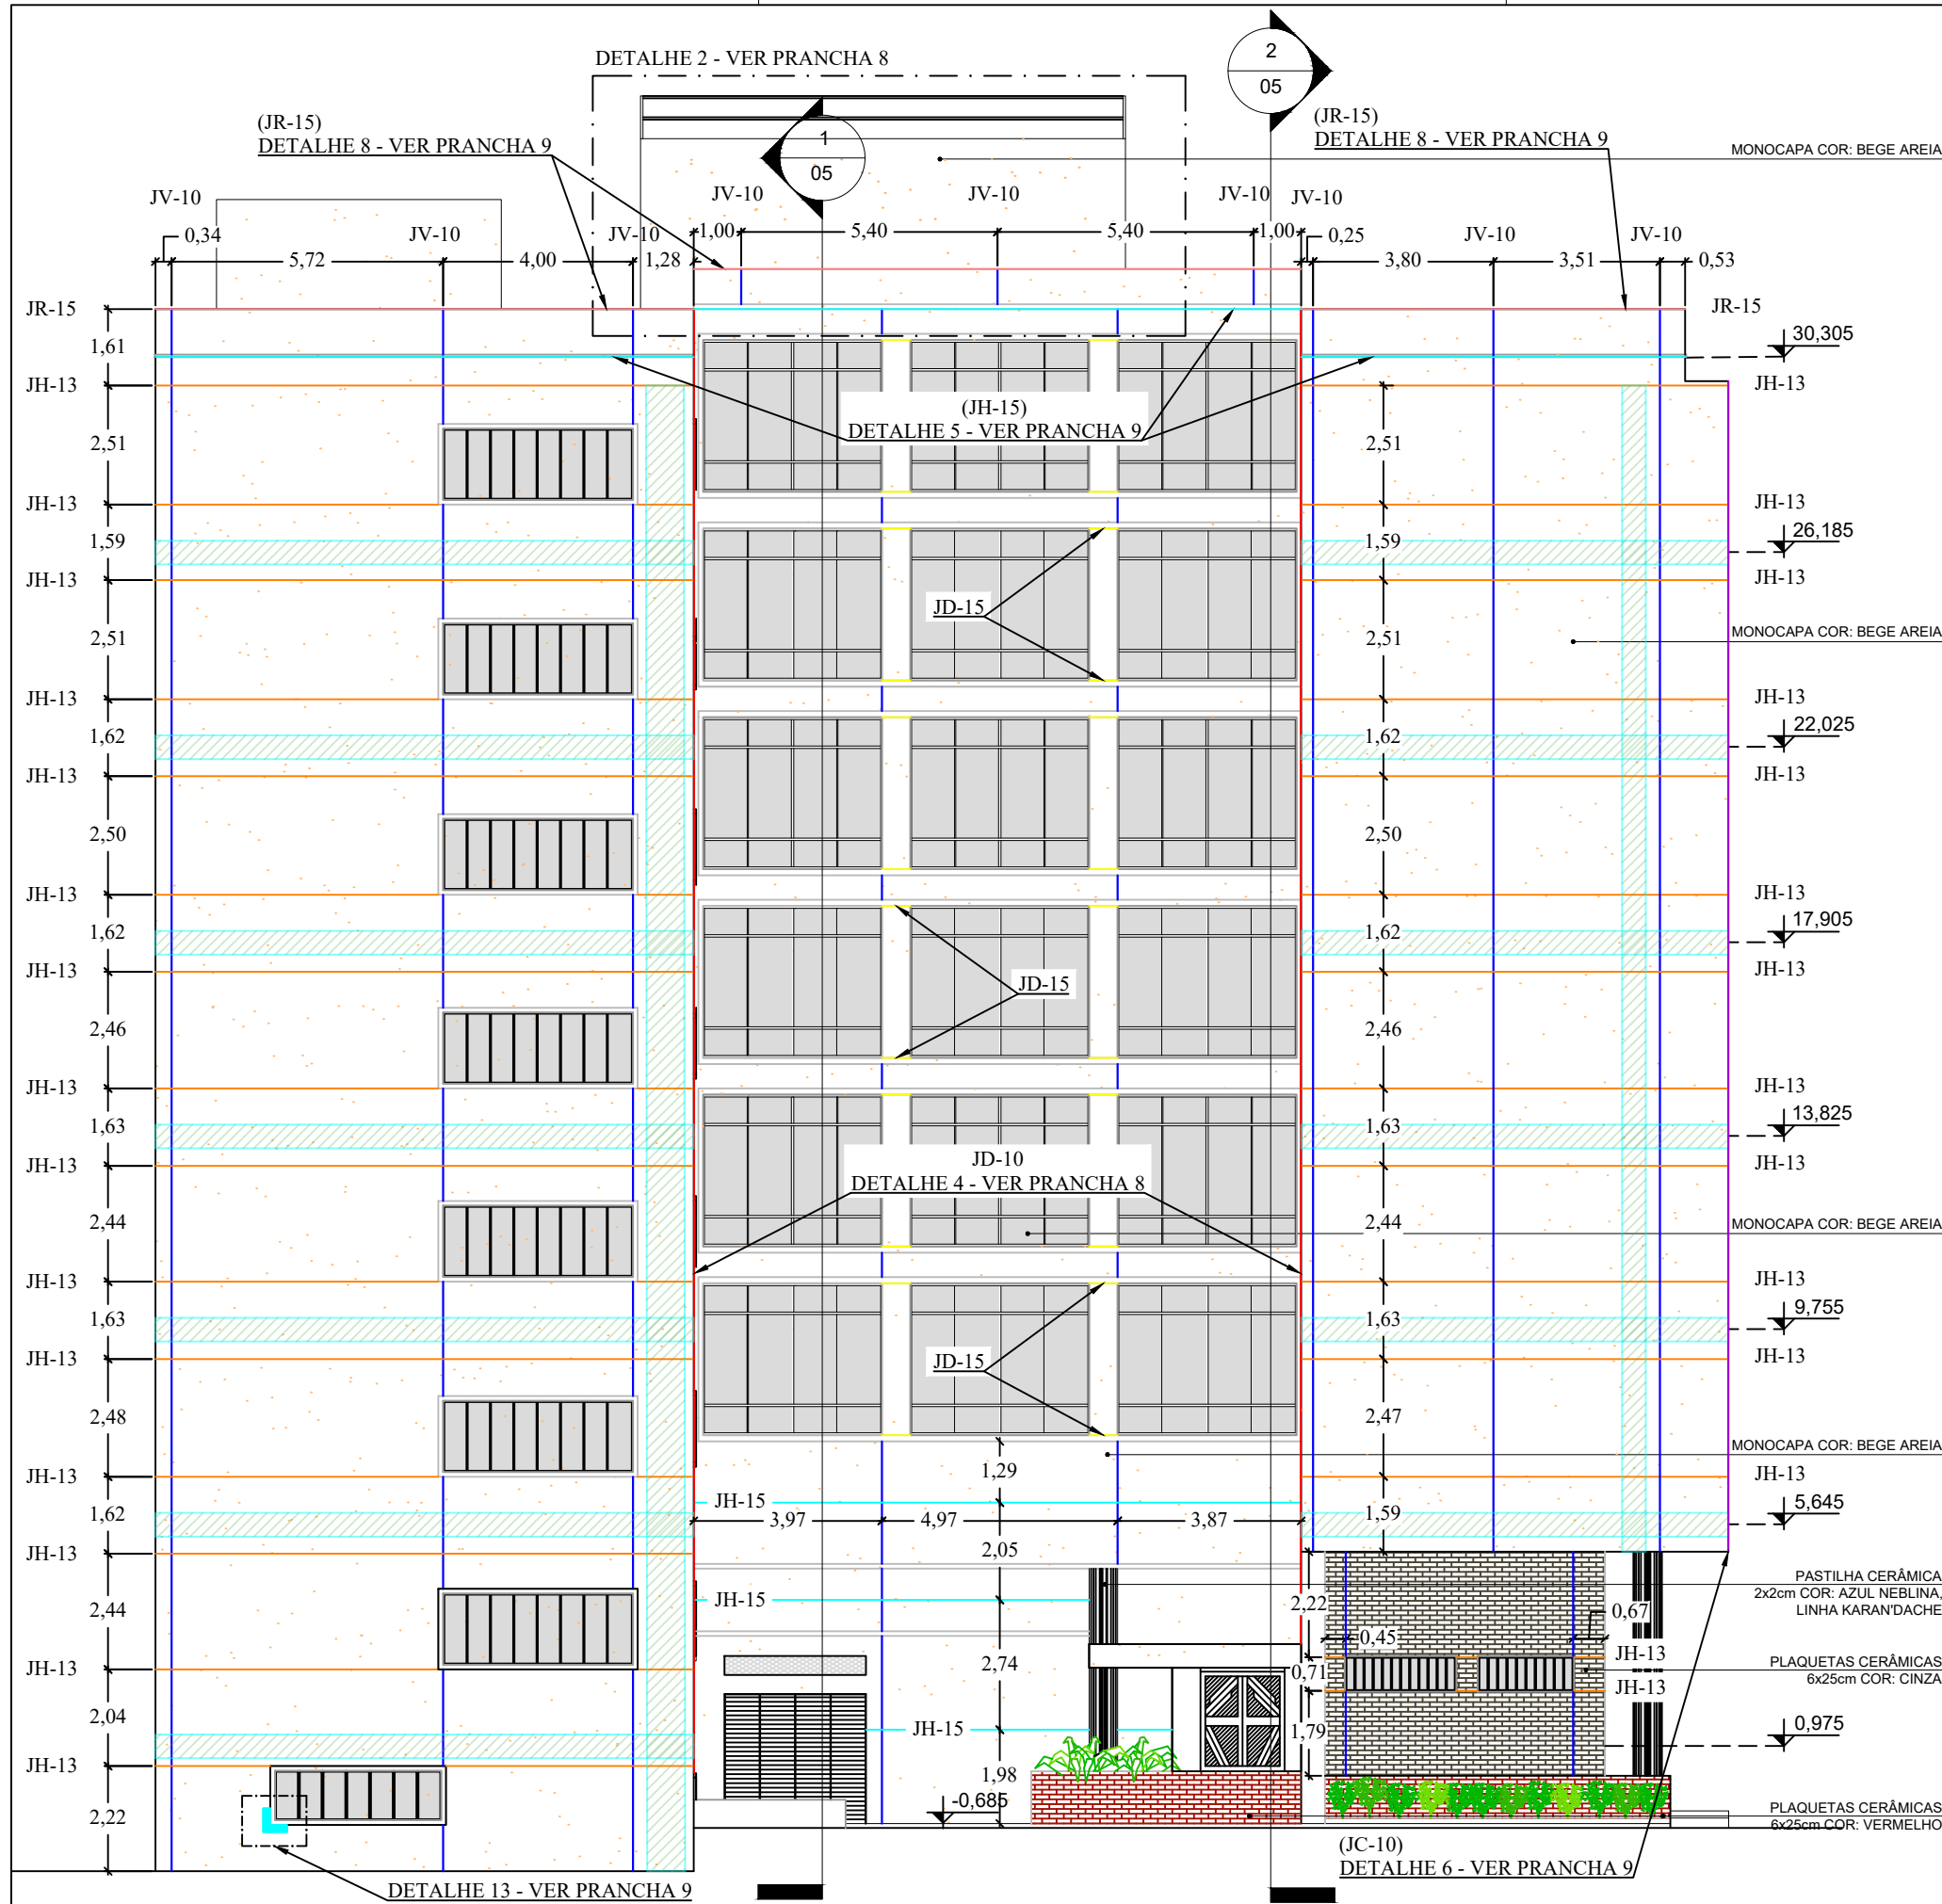 DETALHE 2 - VER PRANCHA 8
2
05
(JR-15)
DETALHE 8 - VER PRANCHA 9
1
05
(JR-15)
DETALHE 8 - VER PRANCHA 9
MONOCAPA COR: BEGE AREIA
JV-10
JV-10
JV-10
JV-10
JV-10
JV-10
JV-10
JV-10
JV-10
JV-10
0,34
5,72
4,00
1,28
1,00
5,40
5,40
1,00
0,25
3,80
3,51
0,53
JR-15
JR-15
1,61
30,305
JH-13
JH-13
(JH-15)
DETALHE 5 - VER PRANCHA 9
2,51
2,51
JH-13
JH-13
1,59
1,59
26,185
JH-13
JH-13
JD-15
2,51
2,51
MONOCAPA COR: BEGE AREIA
JH-13
JH-13
1,62
1,62
22,025
JH-13
JH-13
2,50
2,50
JH-13
JH-13
1,62
1,62
17,905
JH-13
JH-13
JD-15
2,46
2,46
JH-13
JH-13
1,63
1,63
13,825
JH-13
JH-13
JD-10
DETALHE 4 - VER PRANCHA 8
2,44
2,44
MONOCAPA COR: BEGE AREIA
JH-13
JH-13
1,63
1,63
9,755
JH-13
JH-13
JD-15
2,48
2,47
MONOCAPA COR: BEGE AREIA
1,29
JH-13
JH-13
JH-15
1,62
3,97
4,97
3,87
1,59
5,645
JH-13
2,05
PASTILHA CERÂMICA
2x2cm COR: AZUL NEBLINA,
LINHA KARAN'DACHE
2,44
JH-15
2,22
0,67
0,45
JH-13
JH-13
2,74
0,71
PLAQUETAS CERÂMICAS
6x25cm COR: CINZA
JH-13
2,04
JH-15
1,79
0,975
JH-13
1,98
-0,685
2,22
PLAQUETAS CERÂMICAS
6x25cm COR: VERMELHO
(JC-10)
DETALHE 6 - VER PRANCHA 9
DETALHE 13 - VER PRANCHA 9